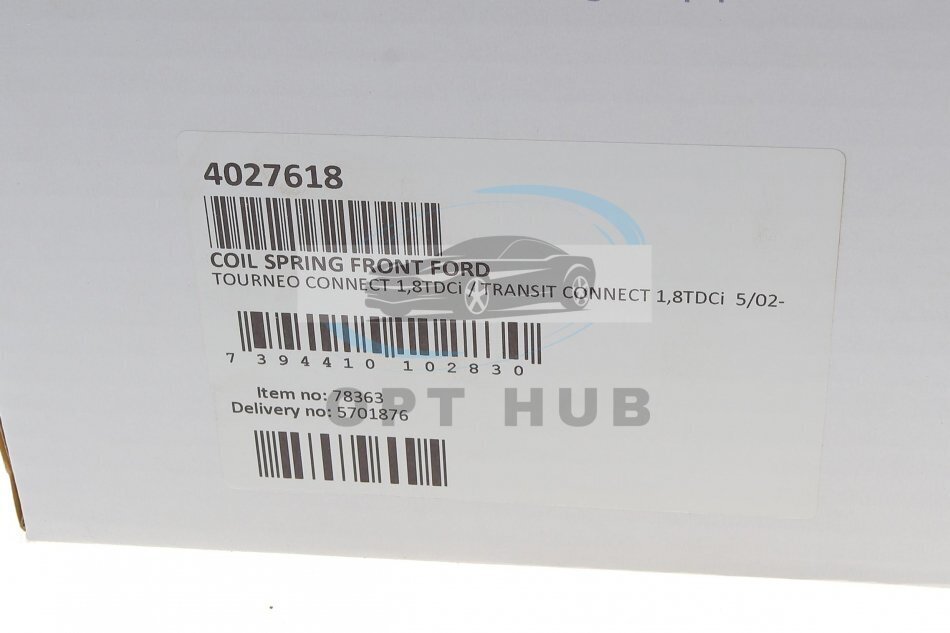 4027618
COIL SPRING FRONT FORD
TOURNEO CONNECT 1,8TDCi / TRANSIT CONNECT 1,8TDCi 5/02-
7 394410 102830
Item no: 78363
Delivery no: 5701876
OPT HUB